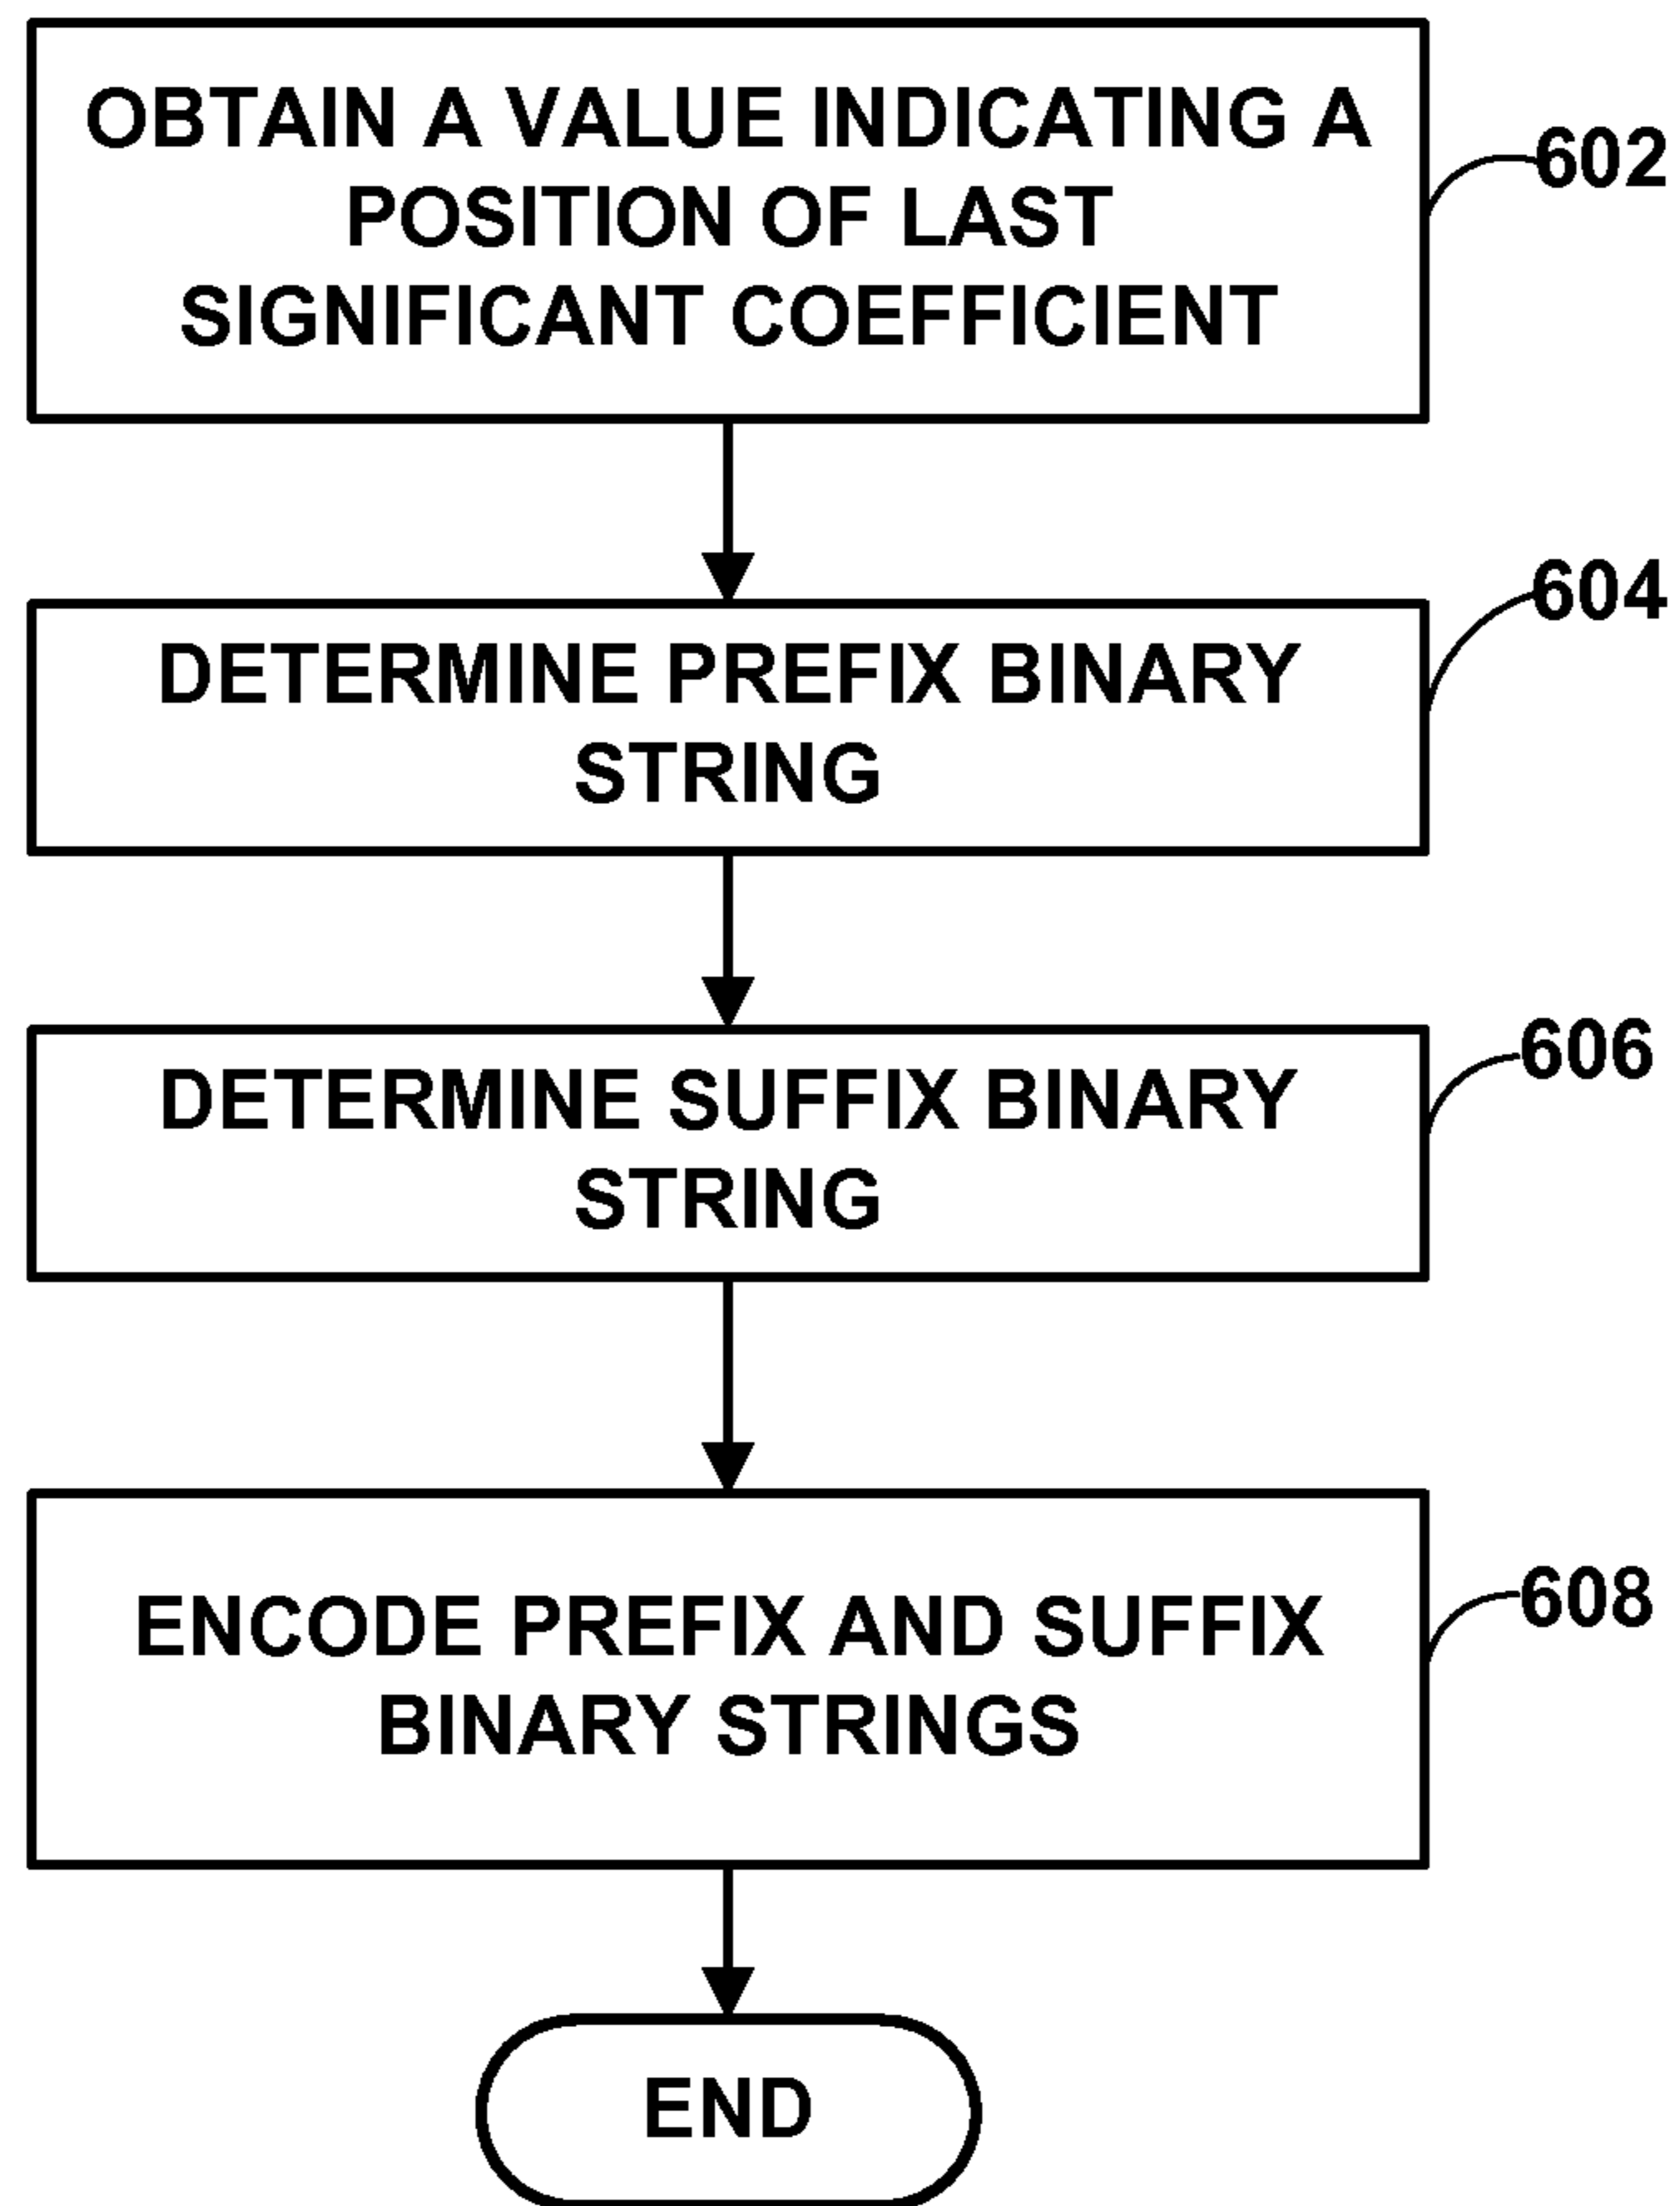 OBTAIN A VALUE INDICATING A
POSITION OF LAST
SIGNIFICANT COEFFICIENT
602
DETERMINE PREFIX BINARY
STRING
604
DETERMINE SUFFIX BINARY
STRING
606
ENCODE PREFIX AND SUFFIX
BINARY STRINGS
608
END